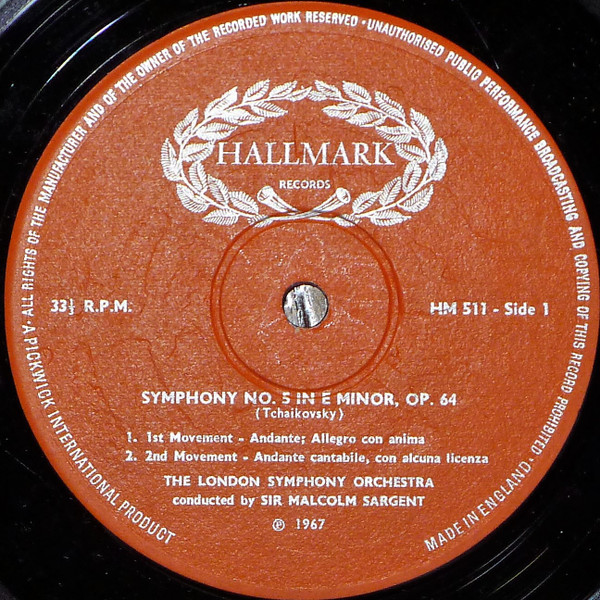 A·PICKWICK INTERNATIONAL PRODUCT
ALL RIGHTS OF THE MANUFACTURER AND OF THE OWNER OF THE RECORDED WORK RESERVED · UNAUTHORISED PUBLIC PERFORMANCE BROADCASTING AND COPYING OF THIS RECORD PROHIBITED · MADE IN ENGLAND.
HALLMARK
RECORDS
33⅓ R.P.M.
HM 511 - Side 1
SYMPHONY NO. 5 IN E MINOR, OP. 64
(Tchaikovsky)
1. 1st Movement - Andante; Allegro con anima
2. 2nd Movement - Andante cantabile, con alcuna licenza
THE LONDON SYMPHONY ORCHESTRA
conducted by SIR MALCOLM SARGENT
℗ 1967